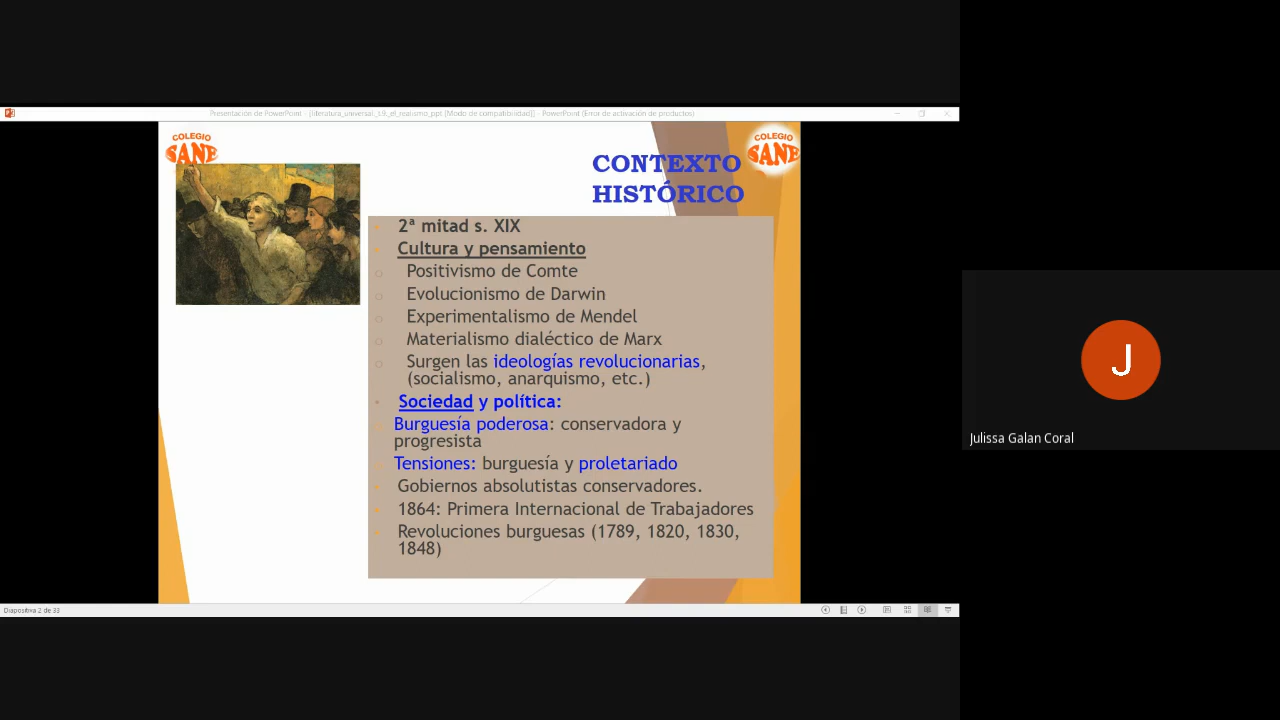 Presentación de PowerPoint - [literatura_universal_t.9_el_realismo_ppt [Modo de compatibilidad]] - PowerPoint (Error de activación de productos)
COLEGIO
SANE
COLEGIO
SANE
CONTEXTO
HISTÓRICO
2ª mitad s. XIX
Cultura y pensamiento
Positivismo de Comte
Evolucionismo de Darwin
Experimentalismo de Mendel
Materialismo dialéctico de Marx
Surgen las ideologías revolucionarias,
(socialismo, anarquismo, etc.)
Sociedad y política:
Burguesía poderosa: conservadora y
progresista
Tensiones: burguesía y proletariado
Gobiernos absolutistas conservadores.
1864: Primera Internacional de Trabajadores
Revoluciones burguesas (1789, 1820, 1830,
1848)
Diapositiva 2 de 33
J
Julissa Galan Coral